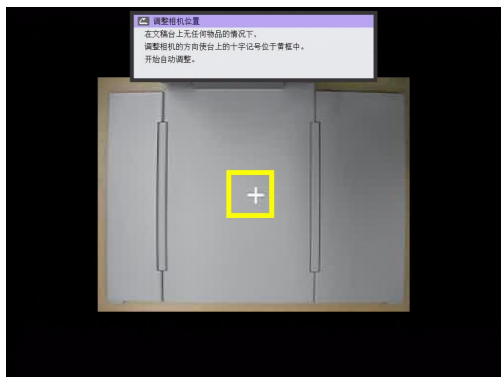 调整相机位置
在文稿台上无任何物品的情况下。
调整相机的方向使台上的十字记号位于黄框中。
开始自动调整。